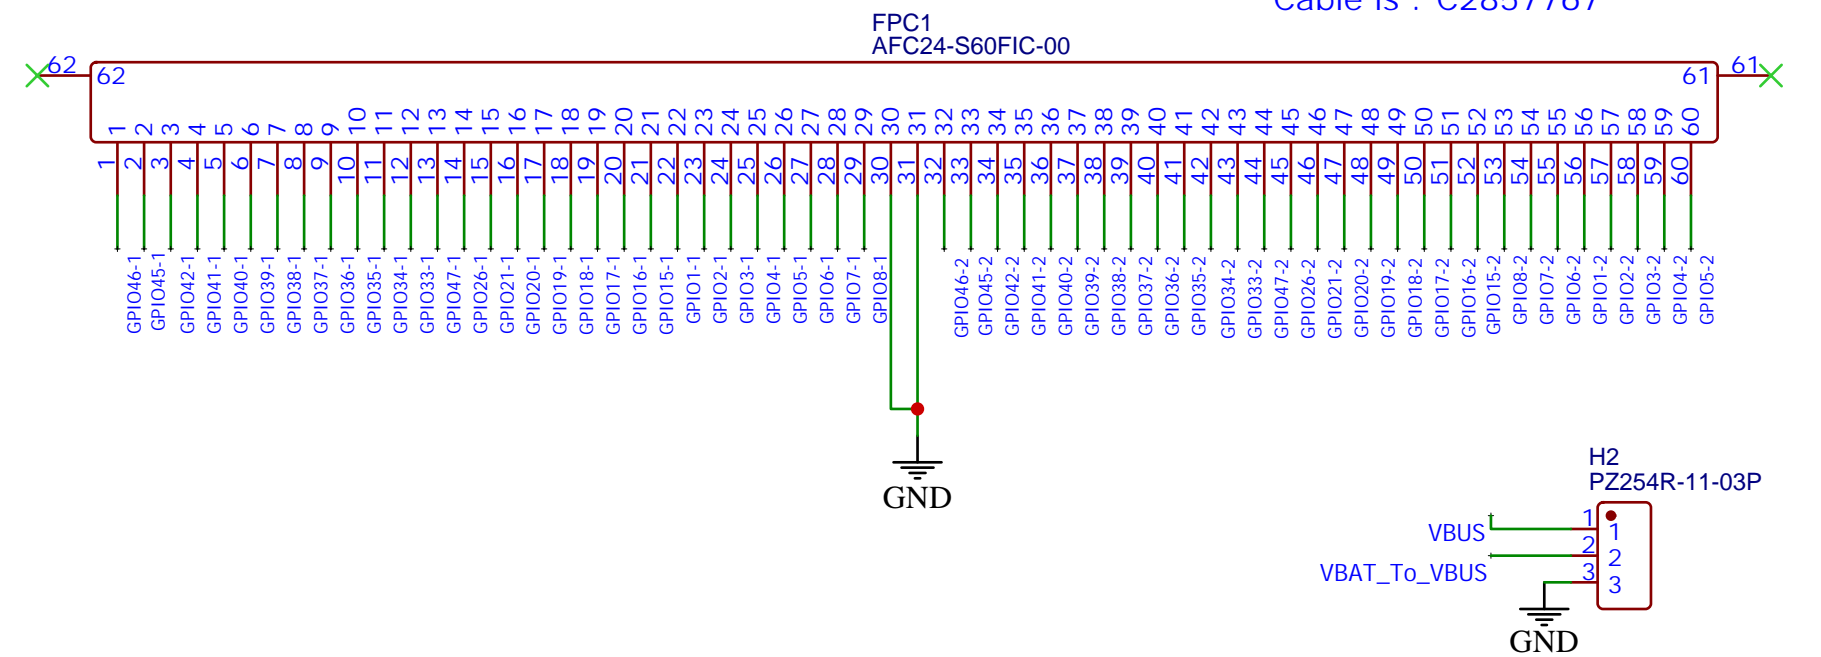 Cable is : C2857767
FPC1
AFC24-S60FIC-00
62 61
62 61
1 2 3 4 5 6 7 8 9 10 11 12 13 14 15 16 17 18 19 20 21 22 23 24 25 26 27 28 29 30 31 32 33 34 35 36 37 38 39 40 41 42 43 44 45 46 47 48 49 50 51 52 53 54 55 56 57 58 59 60
1 2 3 4 5 6 7 8 9 10 11 12 13 14 15 16 17 18 19 20 21 22 23 24 25 26 27 28 29 30 31 32 33 34 35 36 37 38 39 40 41 42 43 44 45 46 47 48 49 50 51 52 53 54 55 56 57 58 59 60
GPIO46-1
GPIO45-1
GPIO42-1
GPIO41-1
GPIO40-1
GPIO39-1
GPIO38-1
GPIO37-1
GPIO36-1
GPIO35-1
GPIO34-1
GPIO33-1
GPIO47-1
GPIO26-1
GPIO21-1
GPIO20-1
GPIO19-1
GPIO18-1
GPIO17-1
GPIO16-1
GPIO15-1
GPIO1-1
GPIO2-1
GPIO3-1
GPIO4-1
GPIO5-1
GPIO6-1
GPIO7-1
GPIO8-1
GPIO46-2
GPIO45-2
GPIO42-2
GPIO41-2
GPIO40-2
GPIO39-2
GPIO38-2
GPIO37-2
GPIO36-2
GPIO35-2
GPIO34-2
GPIO33-2
GPIO47-2
GPIO26-2
GPIO21-2
GPIO20-2
GPIO19-2
GPIO18-2
GPIO17-2
GPIO16-2
GPIO15-2
GPIO8-2
GPIO7-2
GPIO6-2
GPIO1-2
GPIO2-2
GPIO3-2
GPIO4-2
GPIO5-2
GND
H2
PZ254R-11-03P
VBUS 1 1
VBAT_To_VBUS 2 2
3 3
GND